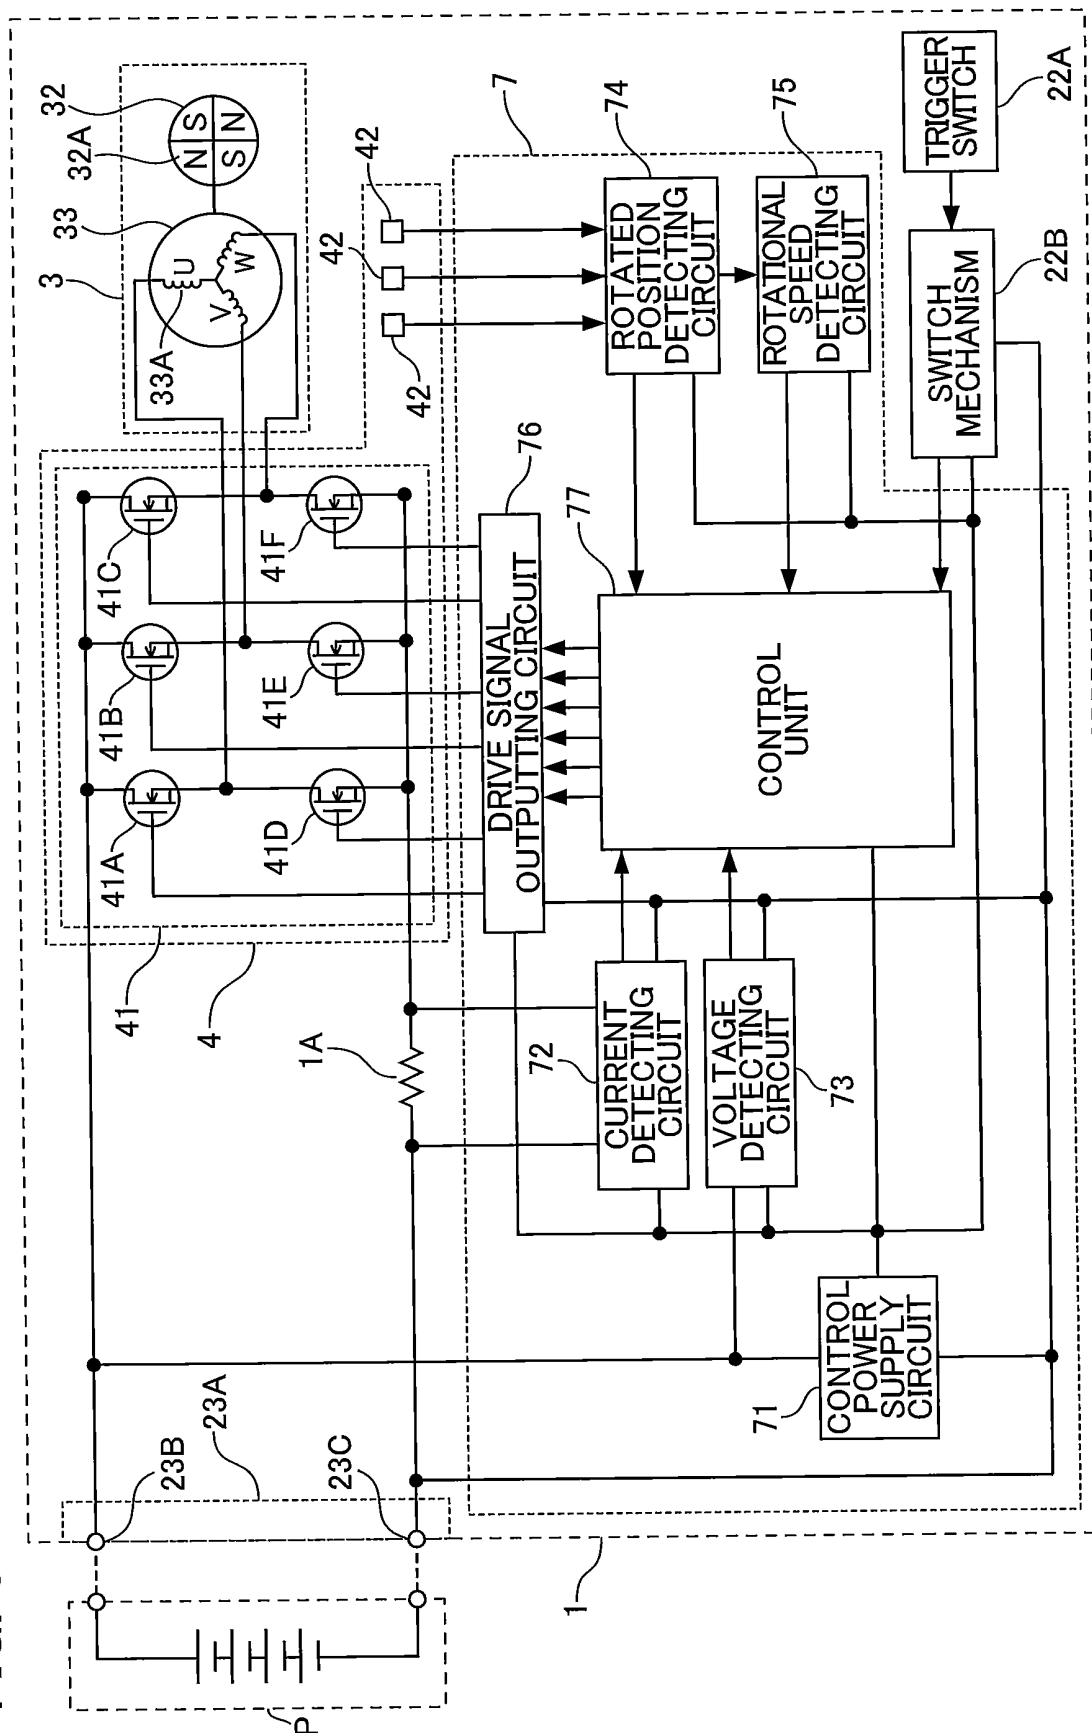 3
33
32A
32
U
V
W
33A
N
S
S
N
41C
41B
41A
41F
41E
41D
41
4
1A
42
42
42
7
74
75
76
77
72
73
71
ROTATED
POSITION
DETECTING
CIRCUIT
ROTATIONAL
SPEED
DETECTING
CIRCUIT
TRIGGER
SWITCH
22A
SWITCH
MECHANISM
22B
DRIVE SIGNAL
OUTPUTTING CIRCUIT
CONTROL
UNIT
CURRENT
DETECTING
CIRCUIT
VOLTAGE
DETECTING
CIRCUIT
CONTROL
POWER
SUPPLY
CIRCUIT
23A
23B
23C
1
P